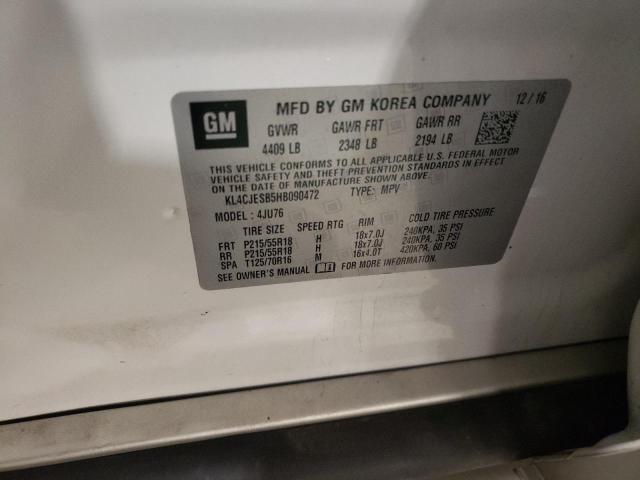 GM
MFD BY GM KOREA COMPANY 12/16
GVWR GAWR FRT GAWR RR
4409 LB 2348 LB 2194 LB
THIS VEHICLE CONFORMS TO ALL APPLICABLE U.S. FEDERAL MOTOR
VEHICLE SAFETY, BUMPER, AND THEFT PREVENTION STANDARDS IN EFFECT
ON THE DATE OF MANUFACTURE SHOWN ABOVE.
KL4CJESB5HB090472 TYPE: MPV
MODEL: 4JU76
TIRE SIZE SPEED RTG RIM COLD TIRE PRESSURE
FRT P215/55R18 H 18x7.0J 240KPA, 35 PSI
RR P215/55R18 H 18x7.0J 240KPA, 35 PSI
SPA T125/70R16 M 16x4.0T 420KPA, 60 PSI
SEE OWNER'S MANUAL FOR MORE INFORMATION.